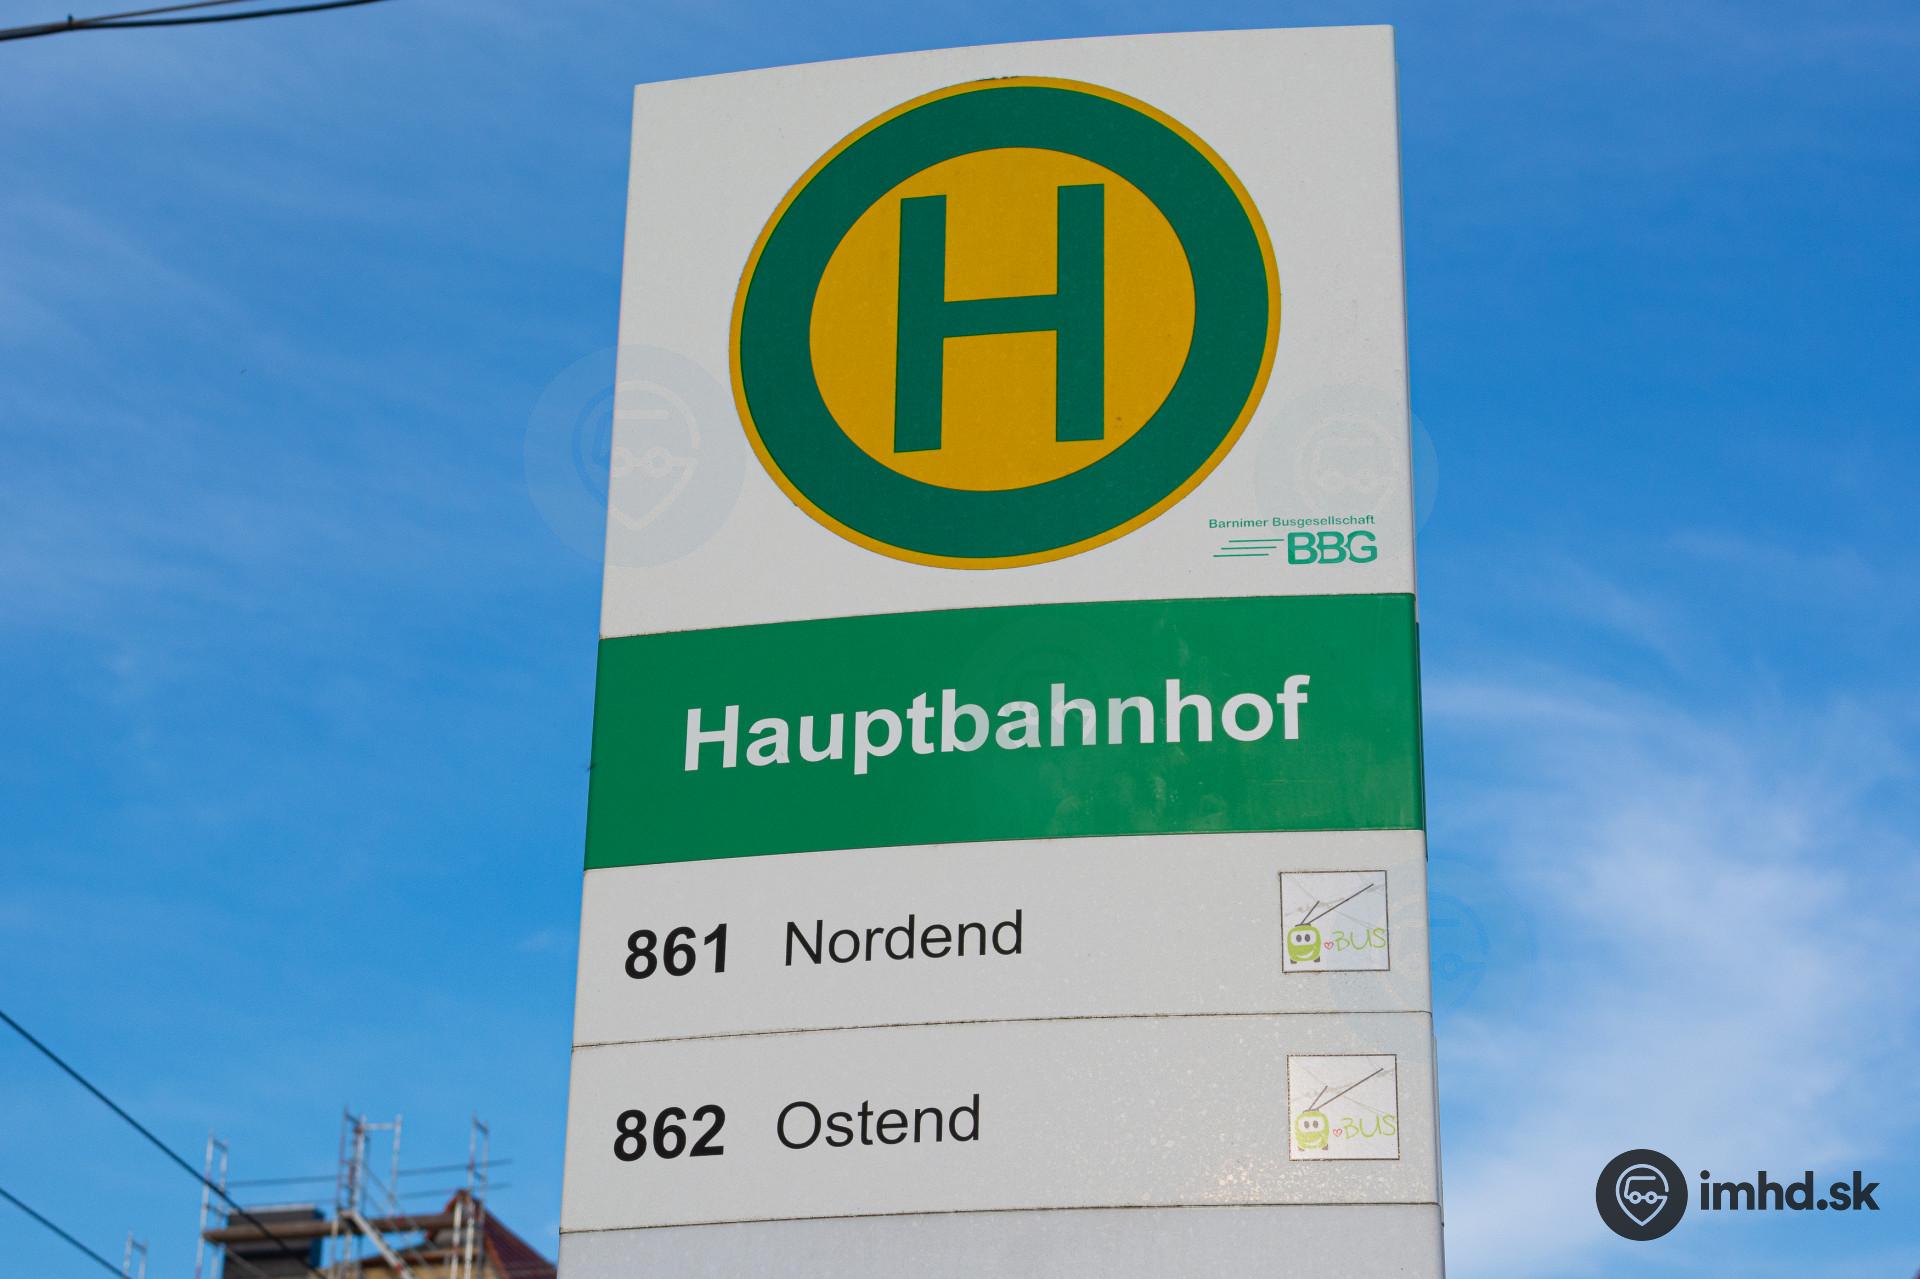 H
Barnimer Busgesellschaft
BBG
Hauptbahnhof
861 Nordend
BUS
862 Ostend
BUS
imhd.sk